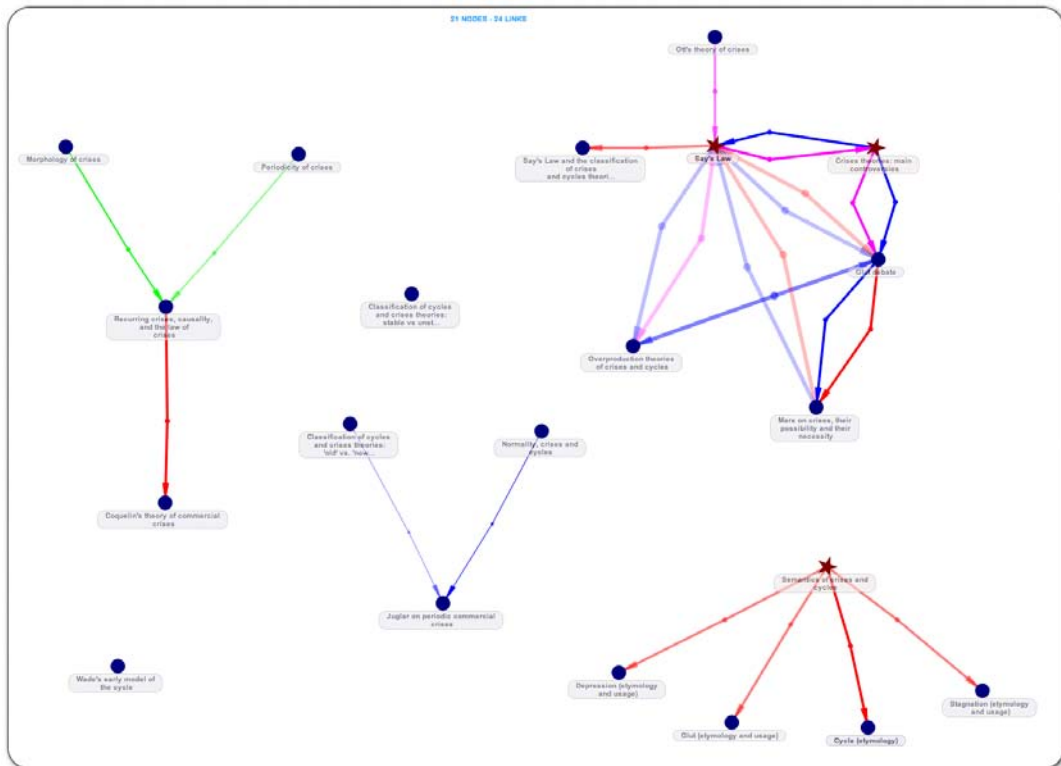 21 NODES - 24 LINKS
Ott's theory of crises
Morphology of crises
Periodicity of crises
Say's Law and the classification
of crises
and cycles theori...
Say's Law
Crises theories: main
controversies
Glut debate
Classification of cycles
and crises theories:
stable vs unst...
Recurring crises, causality,
and the law of
crises
Overproduction theories
of crises and cycles
Marx on crises, their
possibility and their
necessity
Classification of cycles
and crises theories:
'old' vs. 'new...
Normality, crises and
cycles
Coquelin's theory of commercial
crises
Semantics of crises and
cycles
Juglar on periodic commercial
crises
Wade's early model of
the cycle
Depression (etymology
and usage)
Stagnation (etymology
and usage)
Glut (etymology and usage)
Cycle (etymology)